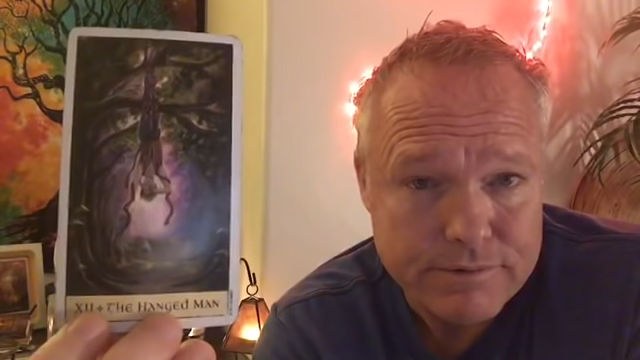 XII ✦ THE HANGED MAN